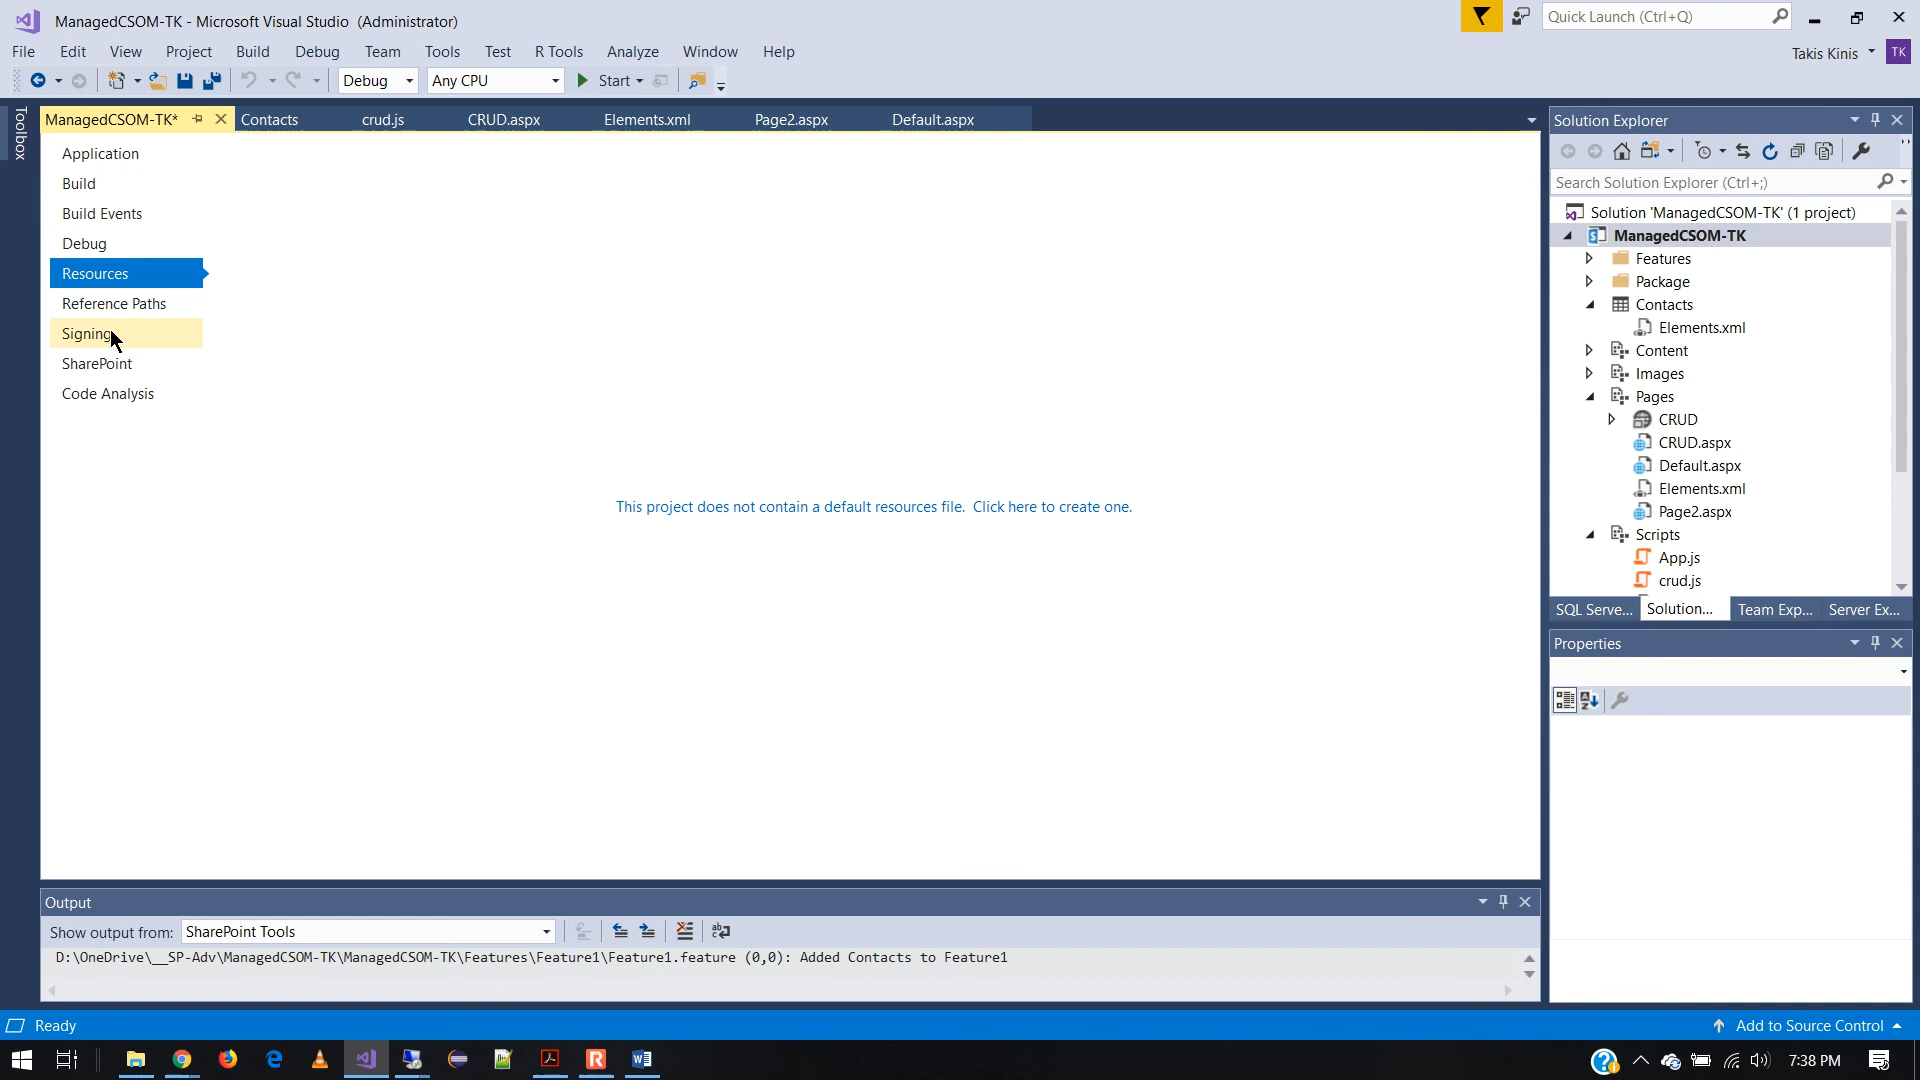 ManagedCSOM-TK - Microsoft Visual Studio (Administrator)
Quick Launch (Ctrl+Q)
File Edit View Project Build Debug Team Tools Test R Tools Analyze Window Help
Takis Kinis TK
Debug Any CPU Start
Toolbox
ManagedCSOM-TK* Contacts crud.js CRUD.aspx Elements.xml Page2.aspx Default.aspx
Application
Build
Build Events
Debug
Resources
Reference Paths
Signing
SharePoint
Code Analysis
This project does not contain a default resources file. Click here to create one.
Solution Explorer
Search Solution Explorer (Ctrl+;)
Solution 'ManagedCSOM-TK' (1 project)
ManagedCSOM-TK
Features
Package
Contacts
Elements.xml
Content
Images
Pages
CRUD
CRUD.aspx
Default.aspx
Elements.xml
Page2.aspx
Scripts
App.js
crud.js
SQL Serve... Solution... Team Exp... Server Ex...
Properties
Output
Show output from: SharePoint Tools
D:\OneDrive\__SP-Adv\ManagedCSOM-TK\ManagedCSOM-TK\Features\Feature1\Feature1.feature (0,0): Added Contacts to Feature1
Ready
Add to Source Control
7:38 PM